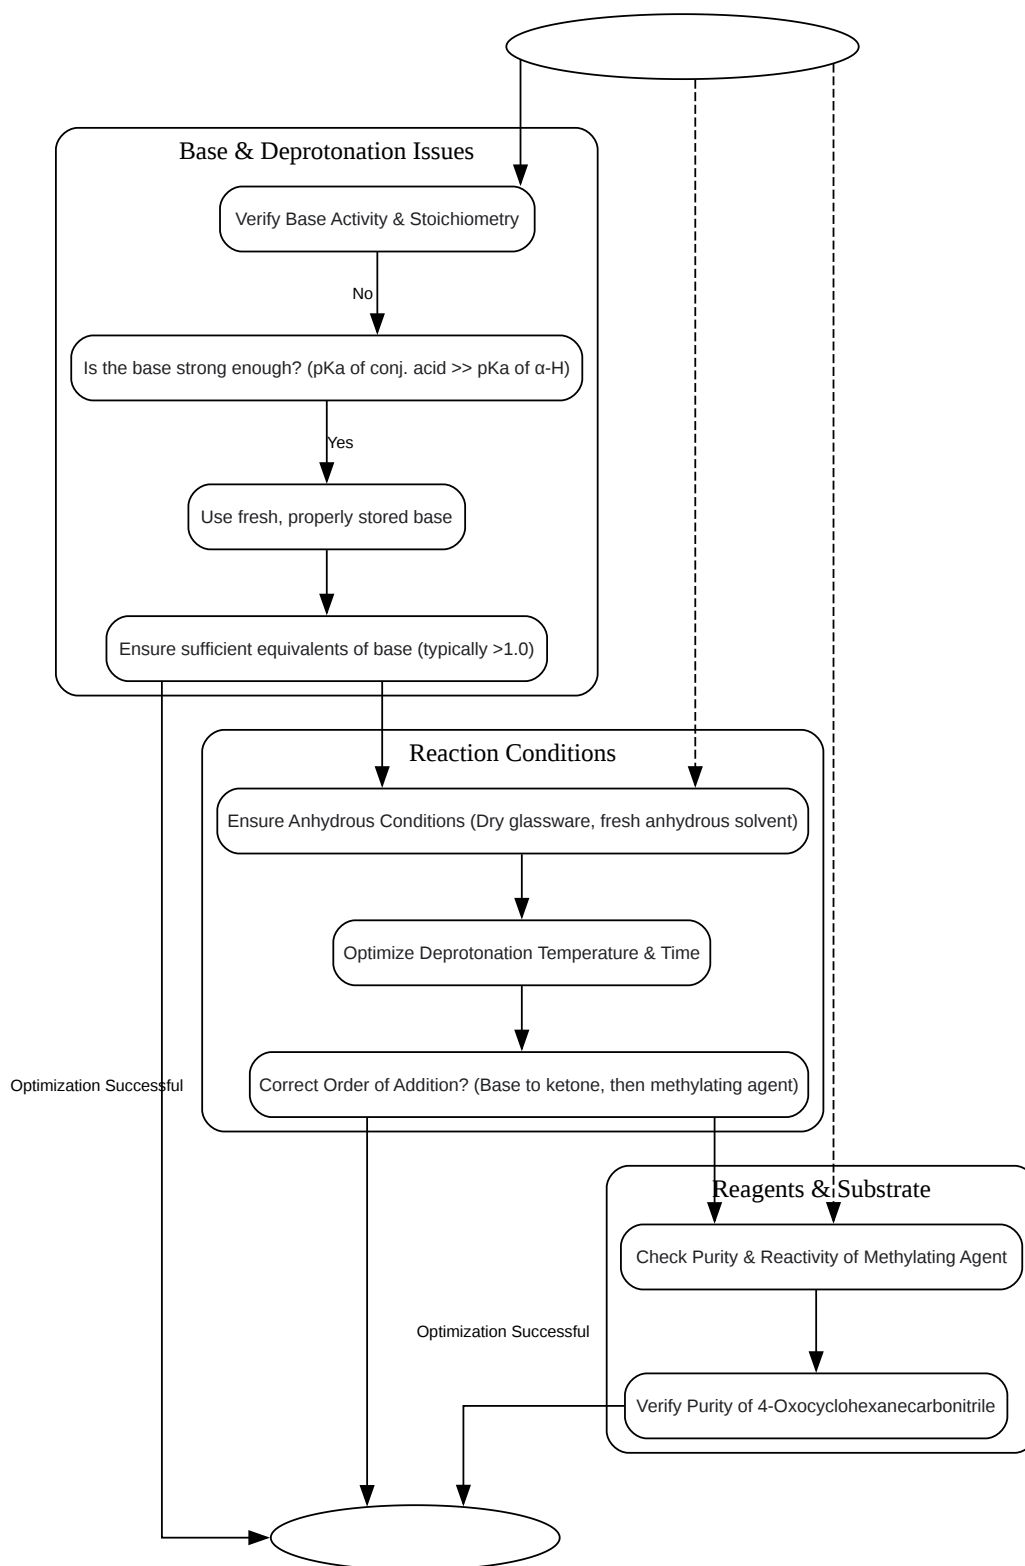 Base & Deprotonation Issues
Verify Base Activity & Stoichiometry
No
Is the base strong enough? (pKa of conj. acid >> pKa of α-H)
Yes
Use fresh, properly stored base
Ensure sufficient equivalents of base (typically >1.0)
Reaction Conditions
Ensure Anhydrous Conditions (Dry glassware, fresh anhydrous solvent)
Optimize Deprotonation Temperature & Time
Correct Order of Addition? (Base to ketone, then methylating agent)
Optimization Successful
Reagents & Substrate
Check Purity & Reactivity of Methylating Agent
Optimization Successful
Verify Purity of 4-Oxocyclohexanecarbonitrile